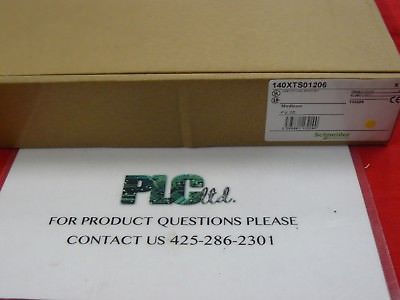 140XTS01206
Modicon
Schneider
PLC ltd.
FOR PRODUCT QUESTIONS PLEASE
CONTACT US 425-286-2301